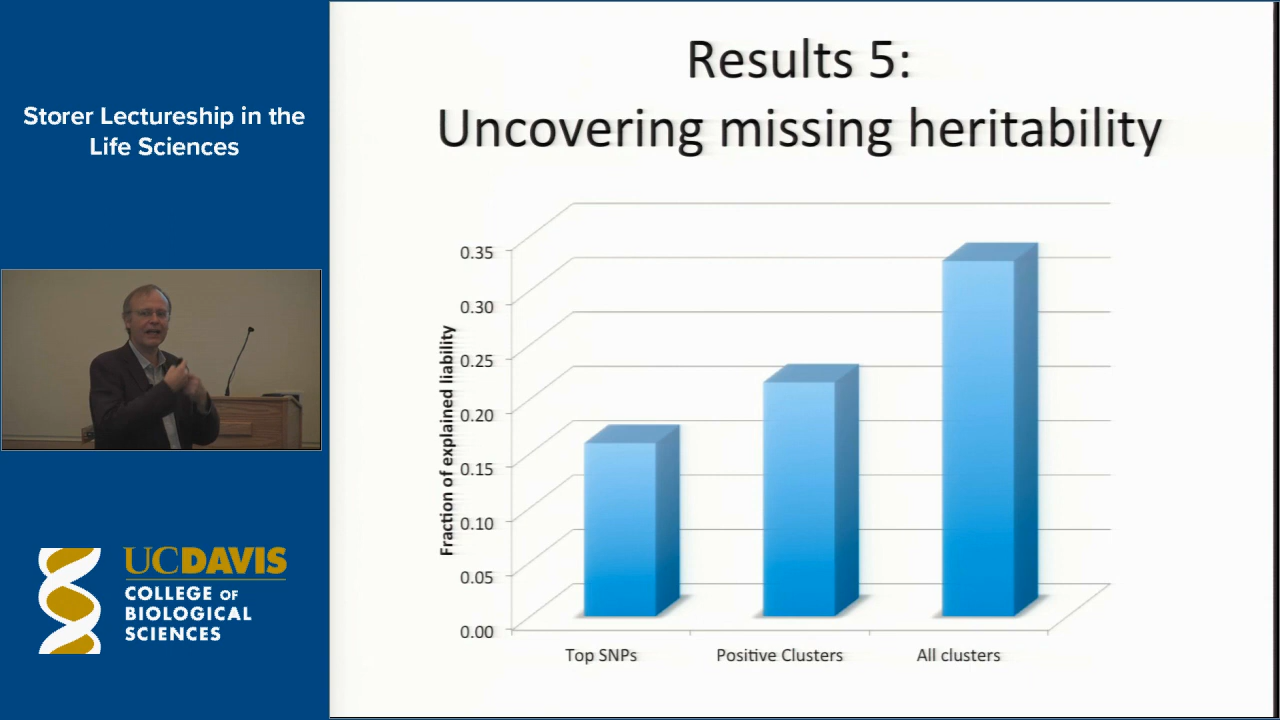 Storer Lectureship in the
Life Sciences
UCDAVIS
COLLEGE OF
BIOLOGICAL
SCIENCES
Results 5:
Uncovering missing heritability
Fraction of explained liability
0.35
0.30
0.25
0.20
0.15
0.10
0.05
0.00
Top SNPs
Positive Clusters
All clusters